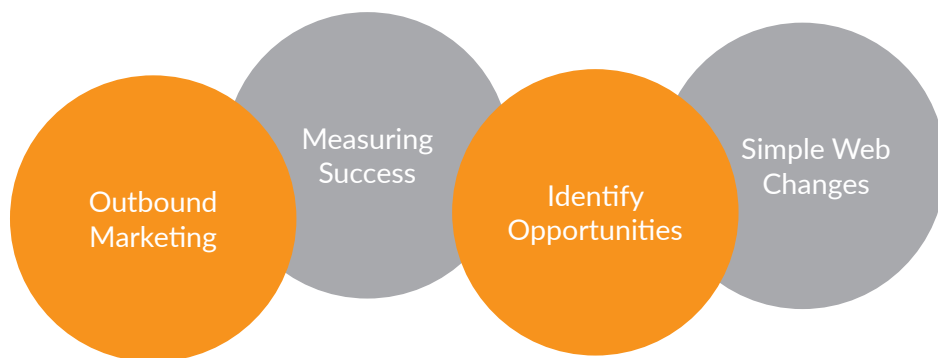 Outbound
Marketing
Measuring
Success
Identify
Opportunities
Simple Web
Changes